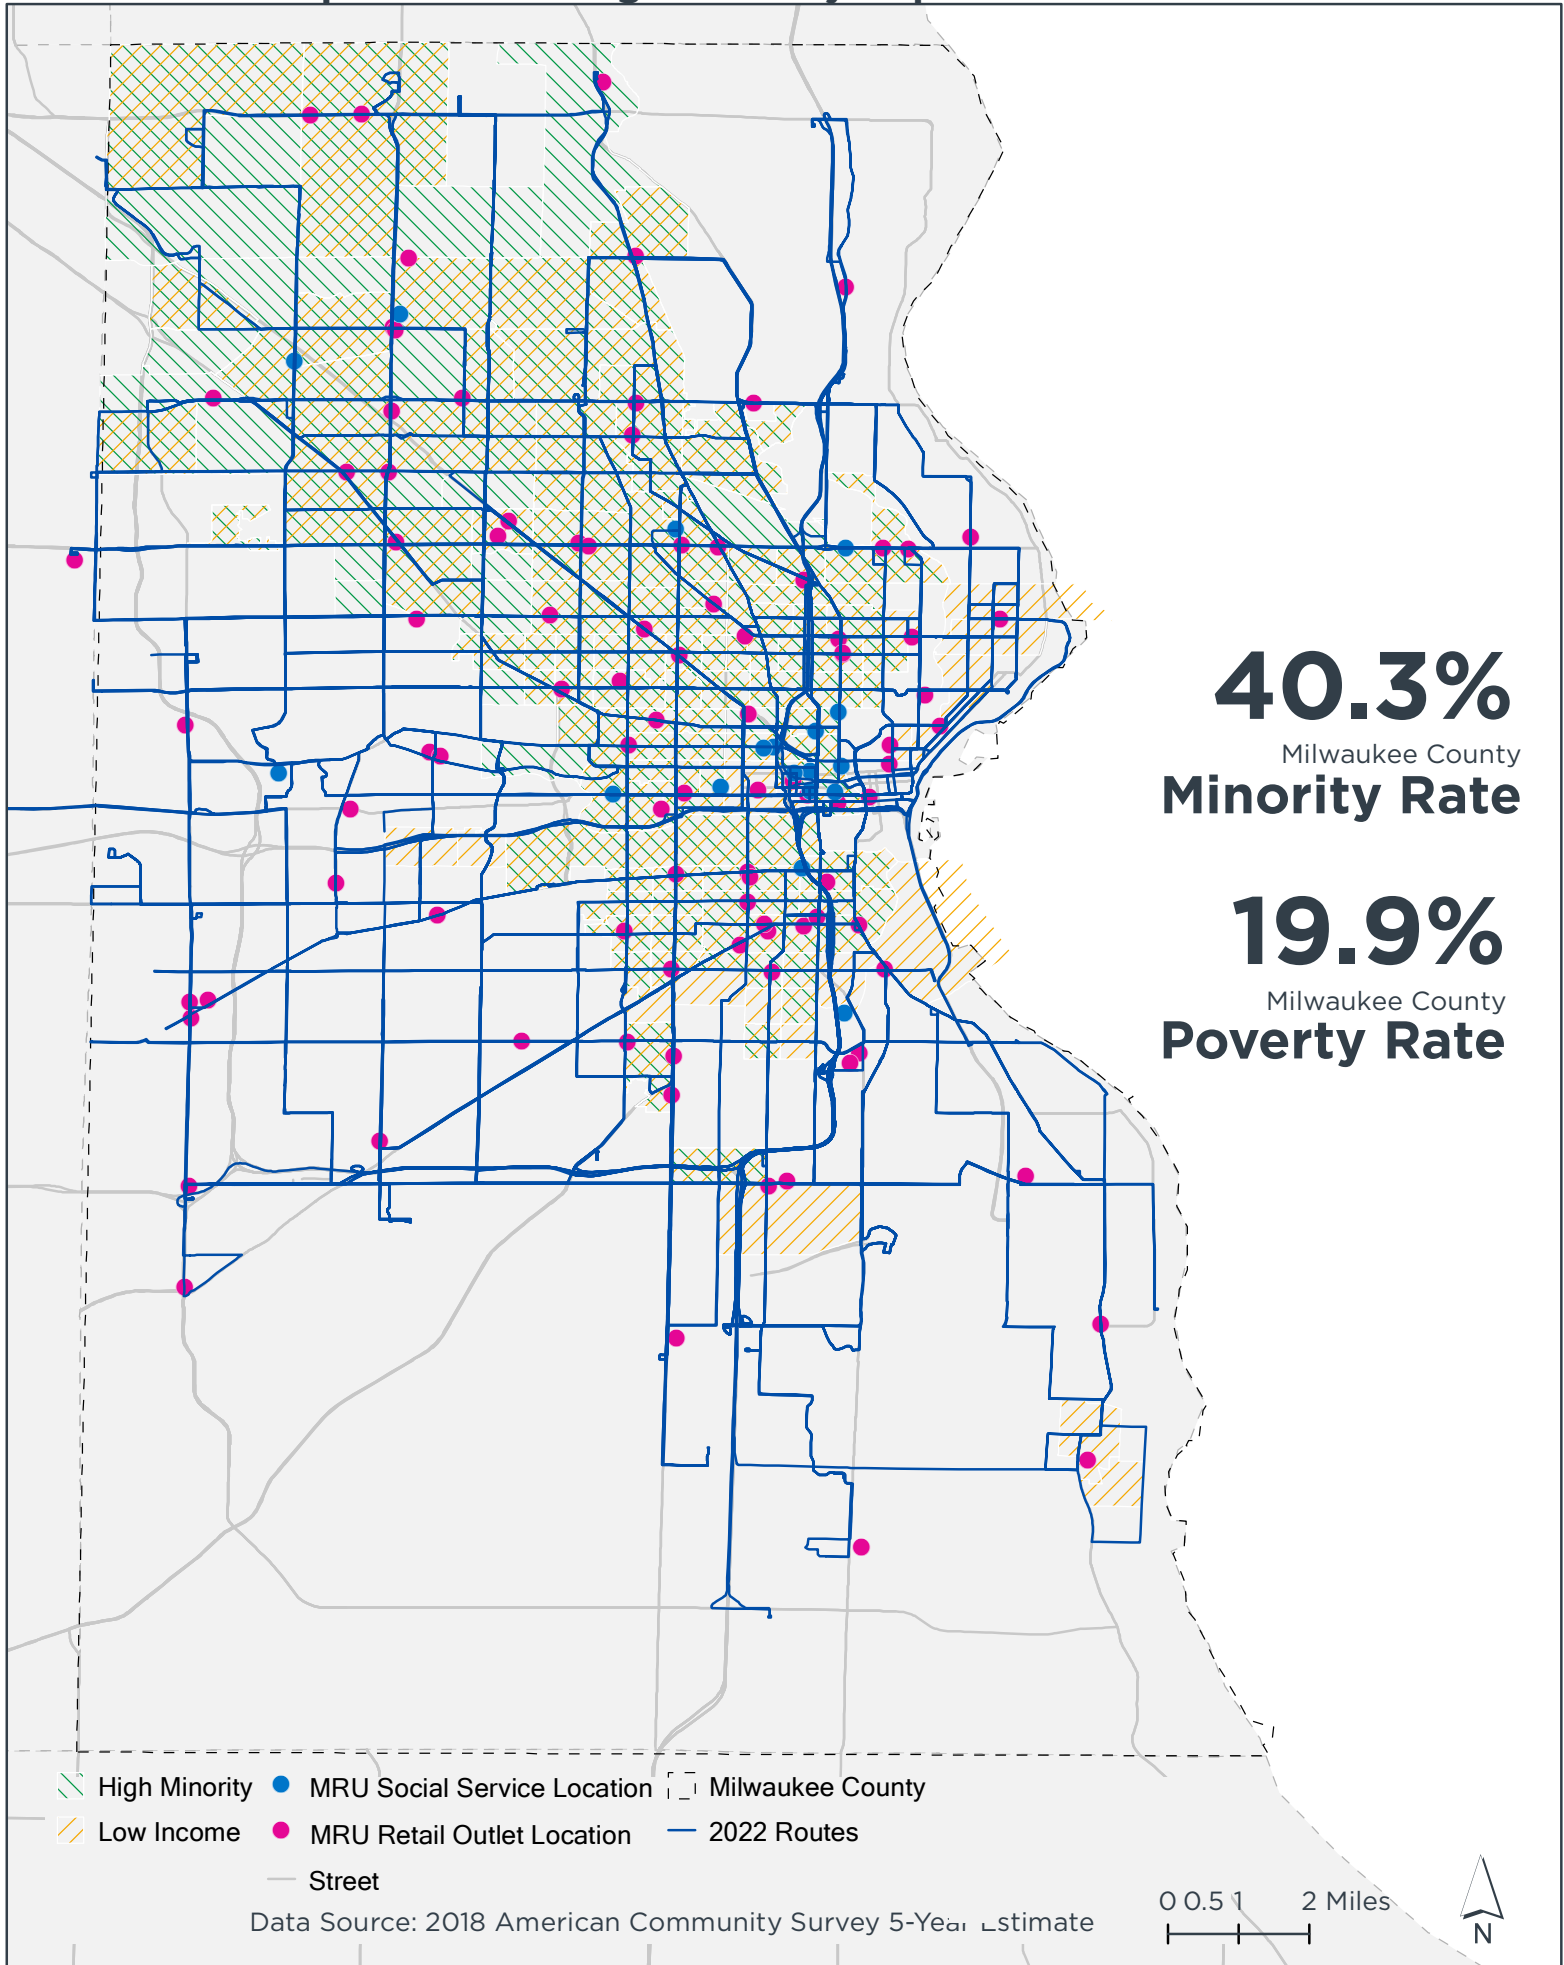 40.3%
Milwaukee County
Minority Rate
19.9%
Milwaukee County
Poverty Rate
High Minority
MRU Social Service Location
Milwaukee County
Low Income
MRU Retail Outlet Location
2022 Routes
Street
Data Source: 2018 American Community Survey 5-Year Estimate
0 0.5 1 2 Miles
N